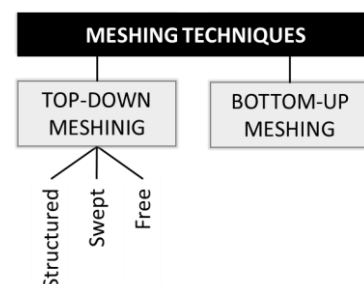 MESHING TECHNIQUES
TOP-DOWN
MESHINIG
BOTTOM-UP
MESHING
Structured
Swept
Free